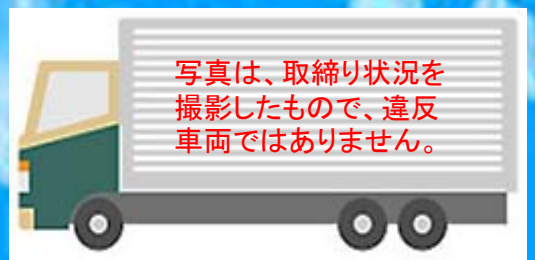 写真は、取締り状況を
撮影したもので、違反
車両ではありません。